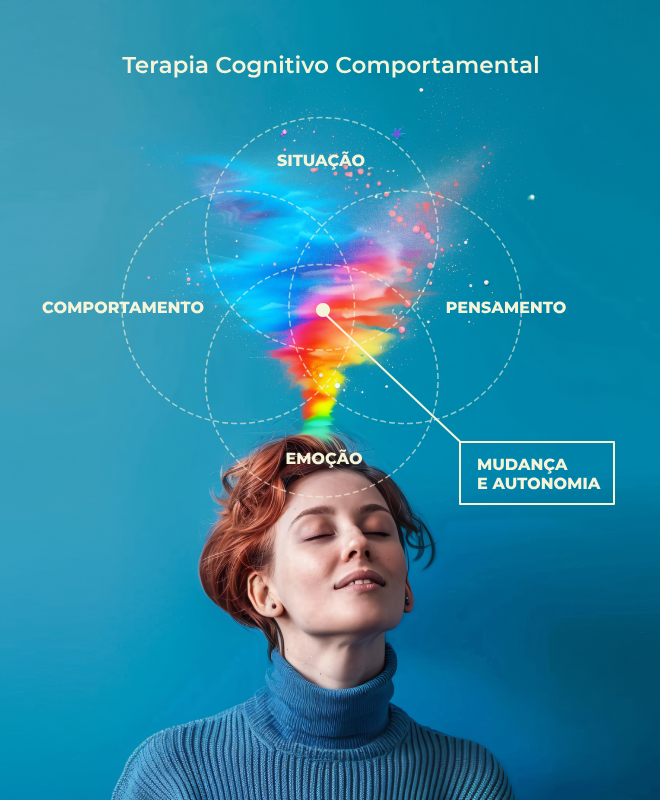 Terapia Cognitivo Comportamental
SITUAÇÃO
COMPORTAMENTO
PENSAMENTO
EMOÇÃO
MUDANÇA
E AUTONOMIA